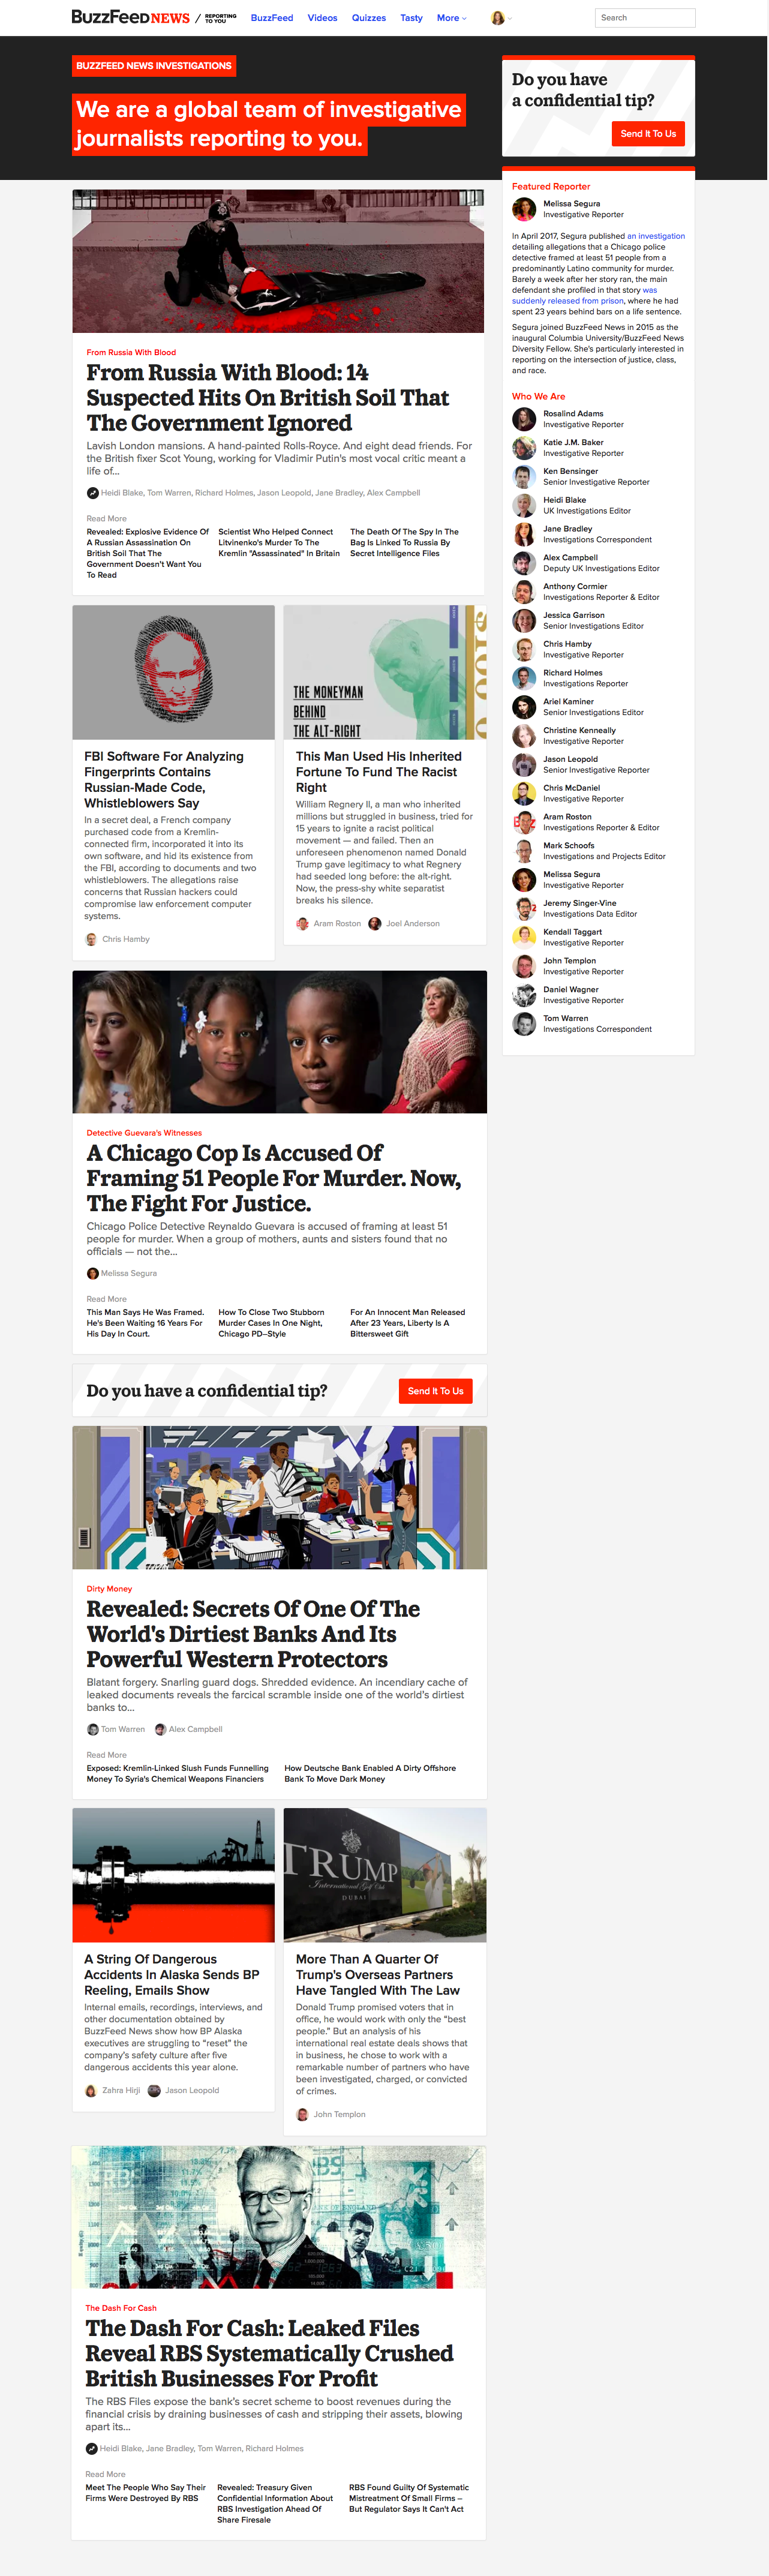 BuzzFeedNEWS / REPORTING TO YOU
BuzzFeed Videos Quizzes Tasty More
Search
BUZZFEED NEWS INVESTIGATIONS
We are a global team of investigative
journalists reporting to you.
Do you have
a confidential tip?
Send It To Us
From Russia With Blood
From Russia With Blood: 14
Suspected Hits On British Soil That
The Government Ignored
Lavish London mansions. A hand-painted Rolls-Royce. And eight dead friends. For
the British fixer Scot Young, working for Vladimir Putin's most vocal critic meant a
life of...
Heidi Blake, Tom Warren, Richard Holmes, Jason Leopold, Jane Bradley, Alex Campbell
Read More
Revealed: Explosive Evidence Of
A Russian Assassination On
British Soil That The
Government Doesn't Want You
To Read
Scientist Who Helped Connect
Litvinenko's Murder To The
Kremlin "Assassinated" In Britain
The Death Of The Spy In The
Bag Is Linked To Russia By
Secret Intelligence Files
THE MONEYMAN
BEHIND
THE ALT-RIGHT
FBI Software For Analyzing
Fingerprints Contains
Russian-Made Code,
Whistleblowers Say
In a secret deal, a French company
purchased code from a Kremlin-
connected firm, incorporated it into its
own software, and hid its existence
from the FBI, according to documents and two
whistleblowers. The allegations raise
concerns that Russian hackers could
compromise law enforcement computer
systems.
Chris Hamby
This Man Used His Inherited
Fortune To Fund The Racist
Right
William Regnery II, a man who inherited
millions but struggled in business, tried for
15 years to ignite a racist political
movement — and failed. Then an
unforeseen phenomenon named Donald
Trump gave legitimacy to what Regnery
had seeded long before: the alt-right.
Now, the press-shy white separatist
breaks his silence.
Aram Roston Joel Anderson
Detective Guevara's Witnesses
A Chicago Cop Is Accused Of
Framing 51 People For Murder. Now,
The Fight For Justice.
Chicago Police Detective Reynaldo Guevara is accused of framing at least 51
people for murder. When a group of mothers, aunts and sisters found that no
officials — not the...
Melissa Segura
Read More
This Man Says He Was Framed.
He's Been Waiting 16 Years For
His Day In Court.
How To Close Two Stubborn
Murder Cases In One Night,
Chicago PD–Style
For An Innocent Man Released
After 23 Years, Liberty Is A
Bittersweet Gift
Do you have a confidential tip?
Send It To Us
Dirty Money
Revealed: Secrets Of One Of The
World's Dirtiest Banks And Its
Powerful Western Protectors
Blatant forgery. Snarling guard dogs. Shredded evidence. An incendiary cache of
leaked documents reveals the farcical scramble inside one of the world's dirtiest
banks to...
Tom Warren Alex Campbell
Read More
Exposed: Kremlin-Linked Slush Funds Funnelling
Money To Syria's Chemical Weapons Financiers
How Deutsche Bank Enabled A Dirty Offshore
Bank To Move Dark Money
TRUMP
International Golf Club
DUBAI
A String Of Dangerous
Accidents In Alaska Sends BP
Reeling, Emails Show
Internal emails, recordings, interviews, and
other documentation obtained by
BuzzFeed News show how BP Alaska
executives are struggling to "reset" the
company's safety culture after five
dangerous accidents this year alone.
Zahra Hirji Jason Leopold
More Than A Quarter Of
Trump's Overseas Partners
Have Tangled With The Law
Donald Trump promised voters that in
office, he would work with only the "best
people." But an analysis of his
international real estate deals shows that
in business, he chose to work with a
remarkable number of partners who have
been investigated, charged, or convicted
of crimes.
John Templon
The Dash For Cash
The Dash For Cash: Leaked Files
Reveal RBS Systematically Crushed
British Businesses For Profit
The RBS Files expose the bank's secret scheme to boost revenues during the
financial crisis by draining businesses of cash and stripping their assets, blowing
apart its...
Heidi Blake, Jane Bradley, Tom Warren, Richard Holmes
Read More
Meet The People Who Say Their
Firms Were Destroyed By RBS
Revealed: Treasury Given
Confidential Information About
RBS Investigation Ahead Of
Share Firesale
RBS Found Guilty Of Systematic
Mistreatment Of Small Firms –
But Regulator Says It Can't Act
Featured Reporter
Melissa Segura
Investigative Reporter
In April 2017, Segura published an investigation
detailing allegations that a Chicago police
detective framed at least 51 people from a
predominantly Latino community for murder.
Barely a week after her story ran, the main
defendant she profiled in that story was
suddenly released from prison, where he had
spent 23 years behind bars on a life sentence.
Segura joined BuzzFeed News in 2015 as the
inaugural Columbia University/BuzzFeed News
Diversity Fellow. She's particularly interested in
reporting on the intersection of justice, class,
and race.
Who We Are
Rosalind Adams
Investigative Reporter
Katie J.M. Baker
Investigative Reporter
Ken Bensinger
Senior Investigative Reporter
Heidi Blake
UK Investigations Editor
Jane Bradley
Investigations Correspondent
Alex Campbell
Deputy UK Investigations Editor
Anthony Cormier
Investigations Reporter & Editor
Jessica Garrison
Senior Investigations Editor
Chris Hamby
Investigative Reporter
Richard Holmes
Investigations Reporter
Ariel Kaminer
Senior Investigations Editor
Christine Kenneally
Investigative Reporter
Jason Leopold
Senior Investigative Reporter
Chris McDaniel
Investigative Reporter
Aram Roston
Investigations Reporter & Editor
Mark Schoofs
Investigations and Projects Editor
Melissa Segura
Investigative Reporter
Jeremy Singer-Vine
Investigations Data Editor
Kendall Taggart
Investigative Reporter
John Templon
Investigative Reporter
Daniel Wagner
Investigative Reporter
Tom Warren
Investigations Correspondent